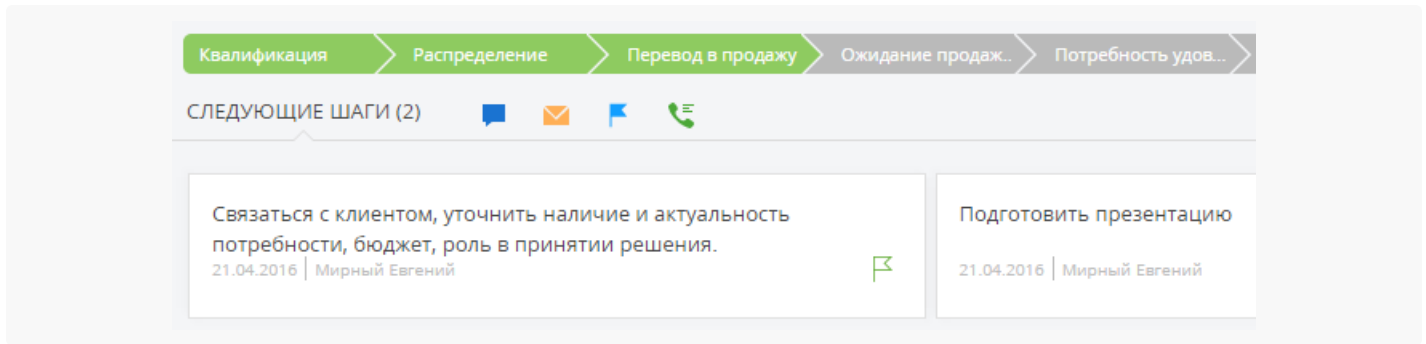 Квалификация Распределение Перевод в продажу Ожидание продаж.. Потребность удов...
СЛЕДУЮЩИЕ ШАГИ (2)
Связаться с клиентом, уточнить наличие и актуальность
потребности, бюджет, роль в принятии решения.
21.04.2016 | Мирный Евгений
Подготовить презентацию
21.04.2016 | Мирный Евгений